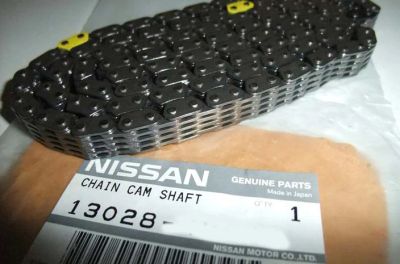 NISSAN GENUINE PARTS
Made in Japan
CHAIN CAM SHAFT
Q'TY 1
13028-
NISSAN MOTOR CO.,LTD.